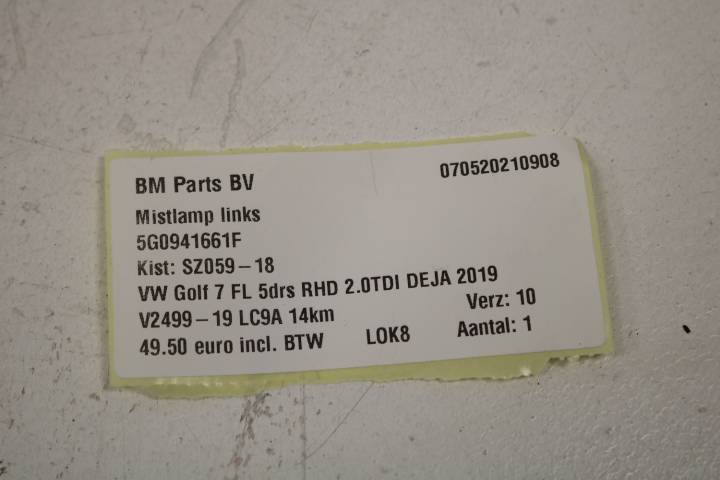 BM Parts BV 070520210908
Mistlamp links
5G0941661F
Kist: SZ059-18
VW Golf 7 FL 5drs RHD 2.0TDI DEJA 2019
V2499-19 LC9A 14km Verz: 10
49.50 euro incl. BTW LOK8 Aantal: 1